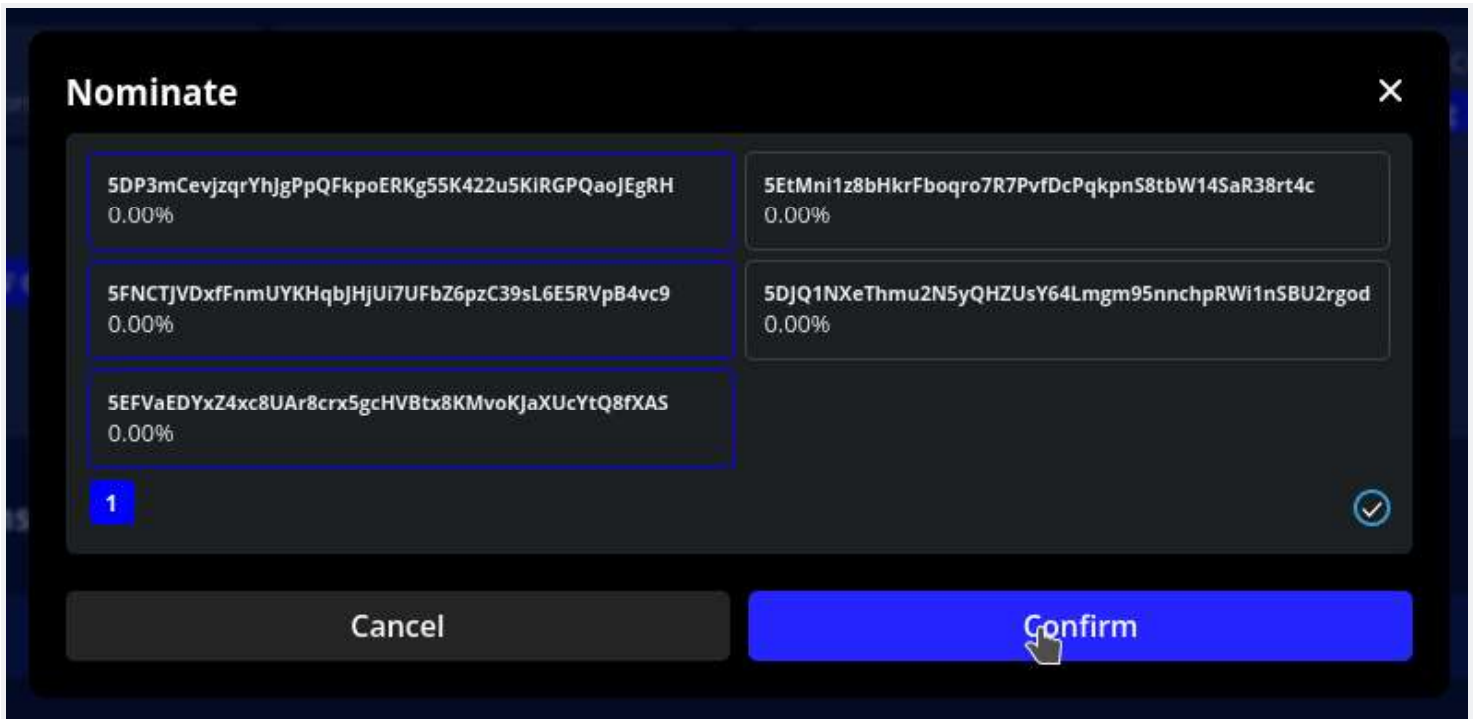 Nominate
5DP3mCevjzqrYhJgPpQFkpoERKg55K422u5KiRGPQaoJEgRH
0.00%
5EtMni1z8bHkrFboqro7R7PvfDcPqkpnS8tbW14SaR38rt4c
0.00%
5FNCTJVDxfFnmUYKHqbJHjUi7UFbZ6pzC39sL6E5RVpB4vc9
0.00%
5DJQ1NXeThmu2N5yQHZUsY64Lmgm95nnchpRWi1nSBU2rgod
0.00%
5EFVaEDYxZ4xc8UAr8crx5gcHVBtx8KMvoKJaXUcYtQ8fXAS
0.00%
1
Cancel
Confirm